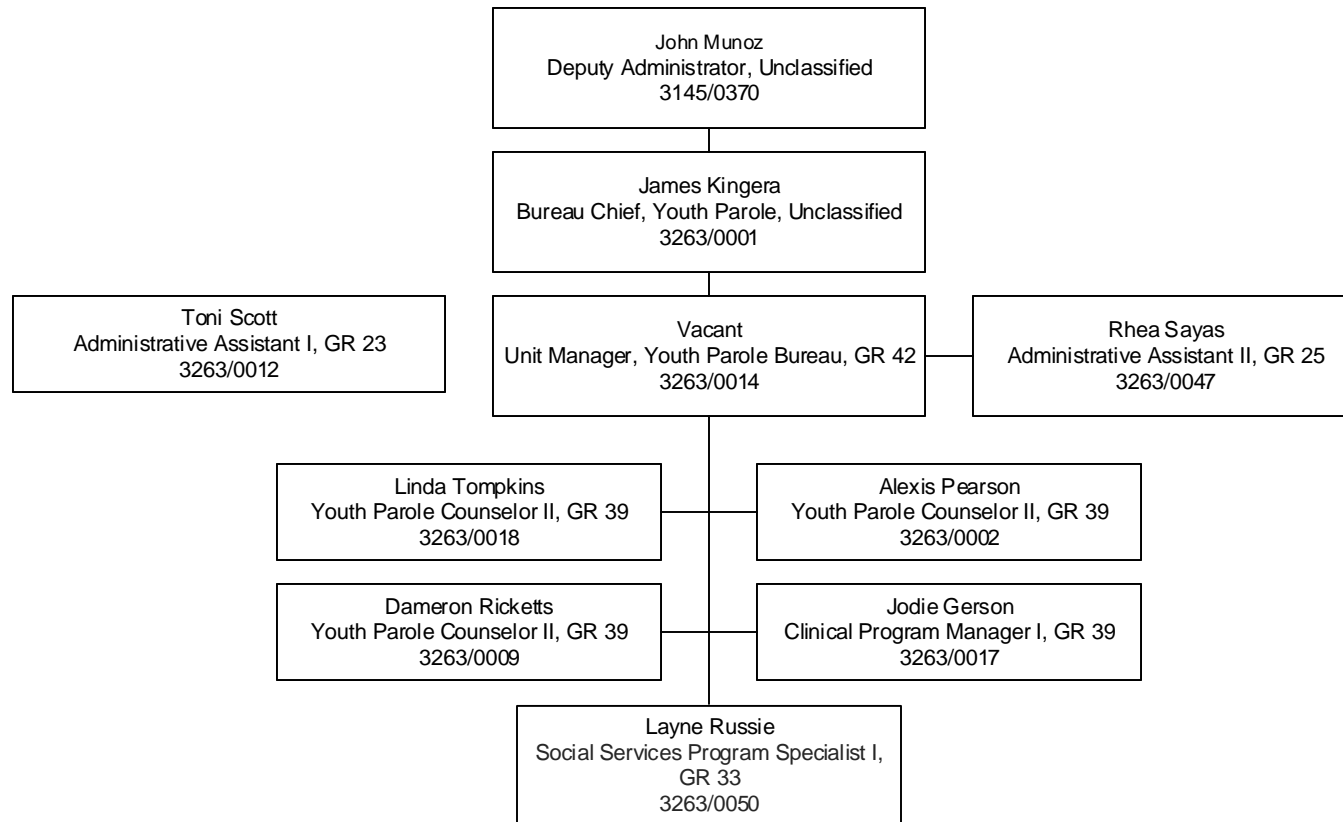 John Munoz
Deputy Administrator, Unclassified
3145/0370
James Kingera
Bureau Chief, Youth Parole, Unclassified
3263/0001
Toni Scott
Administrative Assistant I, GR 23
3263/0012
Vacant
Unit Manager, Youth Parole Bureau, GR 42
3263/0014
Rhea Sayas
Administrative Assistant II, GR 25
3263/0047
Linda Tompkins
Youth Parole Counselor II, GR 39
3263/0018
Alexis Pearson
Youth Parole Counselor II, GR 39
3263/0002
Dameron Ricketts
Youth Parole Counselor II, GR 39
3263/0009
Jodie Gerson
Clinical Program Manager I, GR 39
3263/0017
Layne Russie
Social Services Program Specialist I,
GR 33
3263/0050